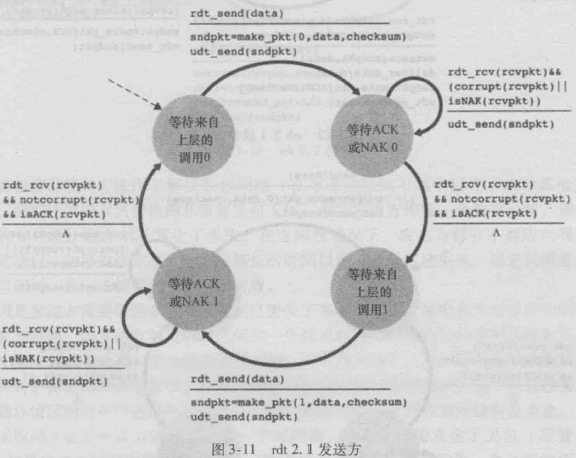 rdt_send(data)
sndpkt=make_pkt(0,data,checksum)
udt_send(sndpkt)
rdt_rcv(rcvpkt)&&
(corrupt(rcvpkt)||
isNAK(rcvpkt))
udt_send(sndpkt)
等待来自
上层的
调用0
等待ACK
或NAK 0
rdt_rcv(rcvpkt)
&& notcorrupt(rcvpkt)
&& isACK(rcvpkt)
Λ
rdt_rcv(rcvpkt)
&& notcorrupt(rcvpkt)
&& isACK(rcvpkt)
Λ
等待ACK
或NAK 1
等待来自
上层的
调用1
rdt_rcv(rcvpkt)&&
(corrupt(rcvpkt)||
isNAK(rcvpkt))
udt_send(sndpkt)
rdt_send(data)
sndpkt=make_pkt(1,data,checksum)
udt_send(sndpkt)
图3-11 rdt 2.1 发送方